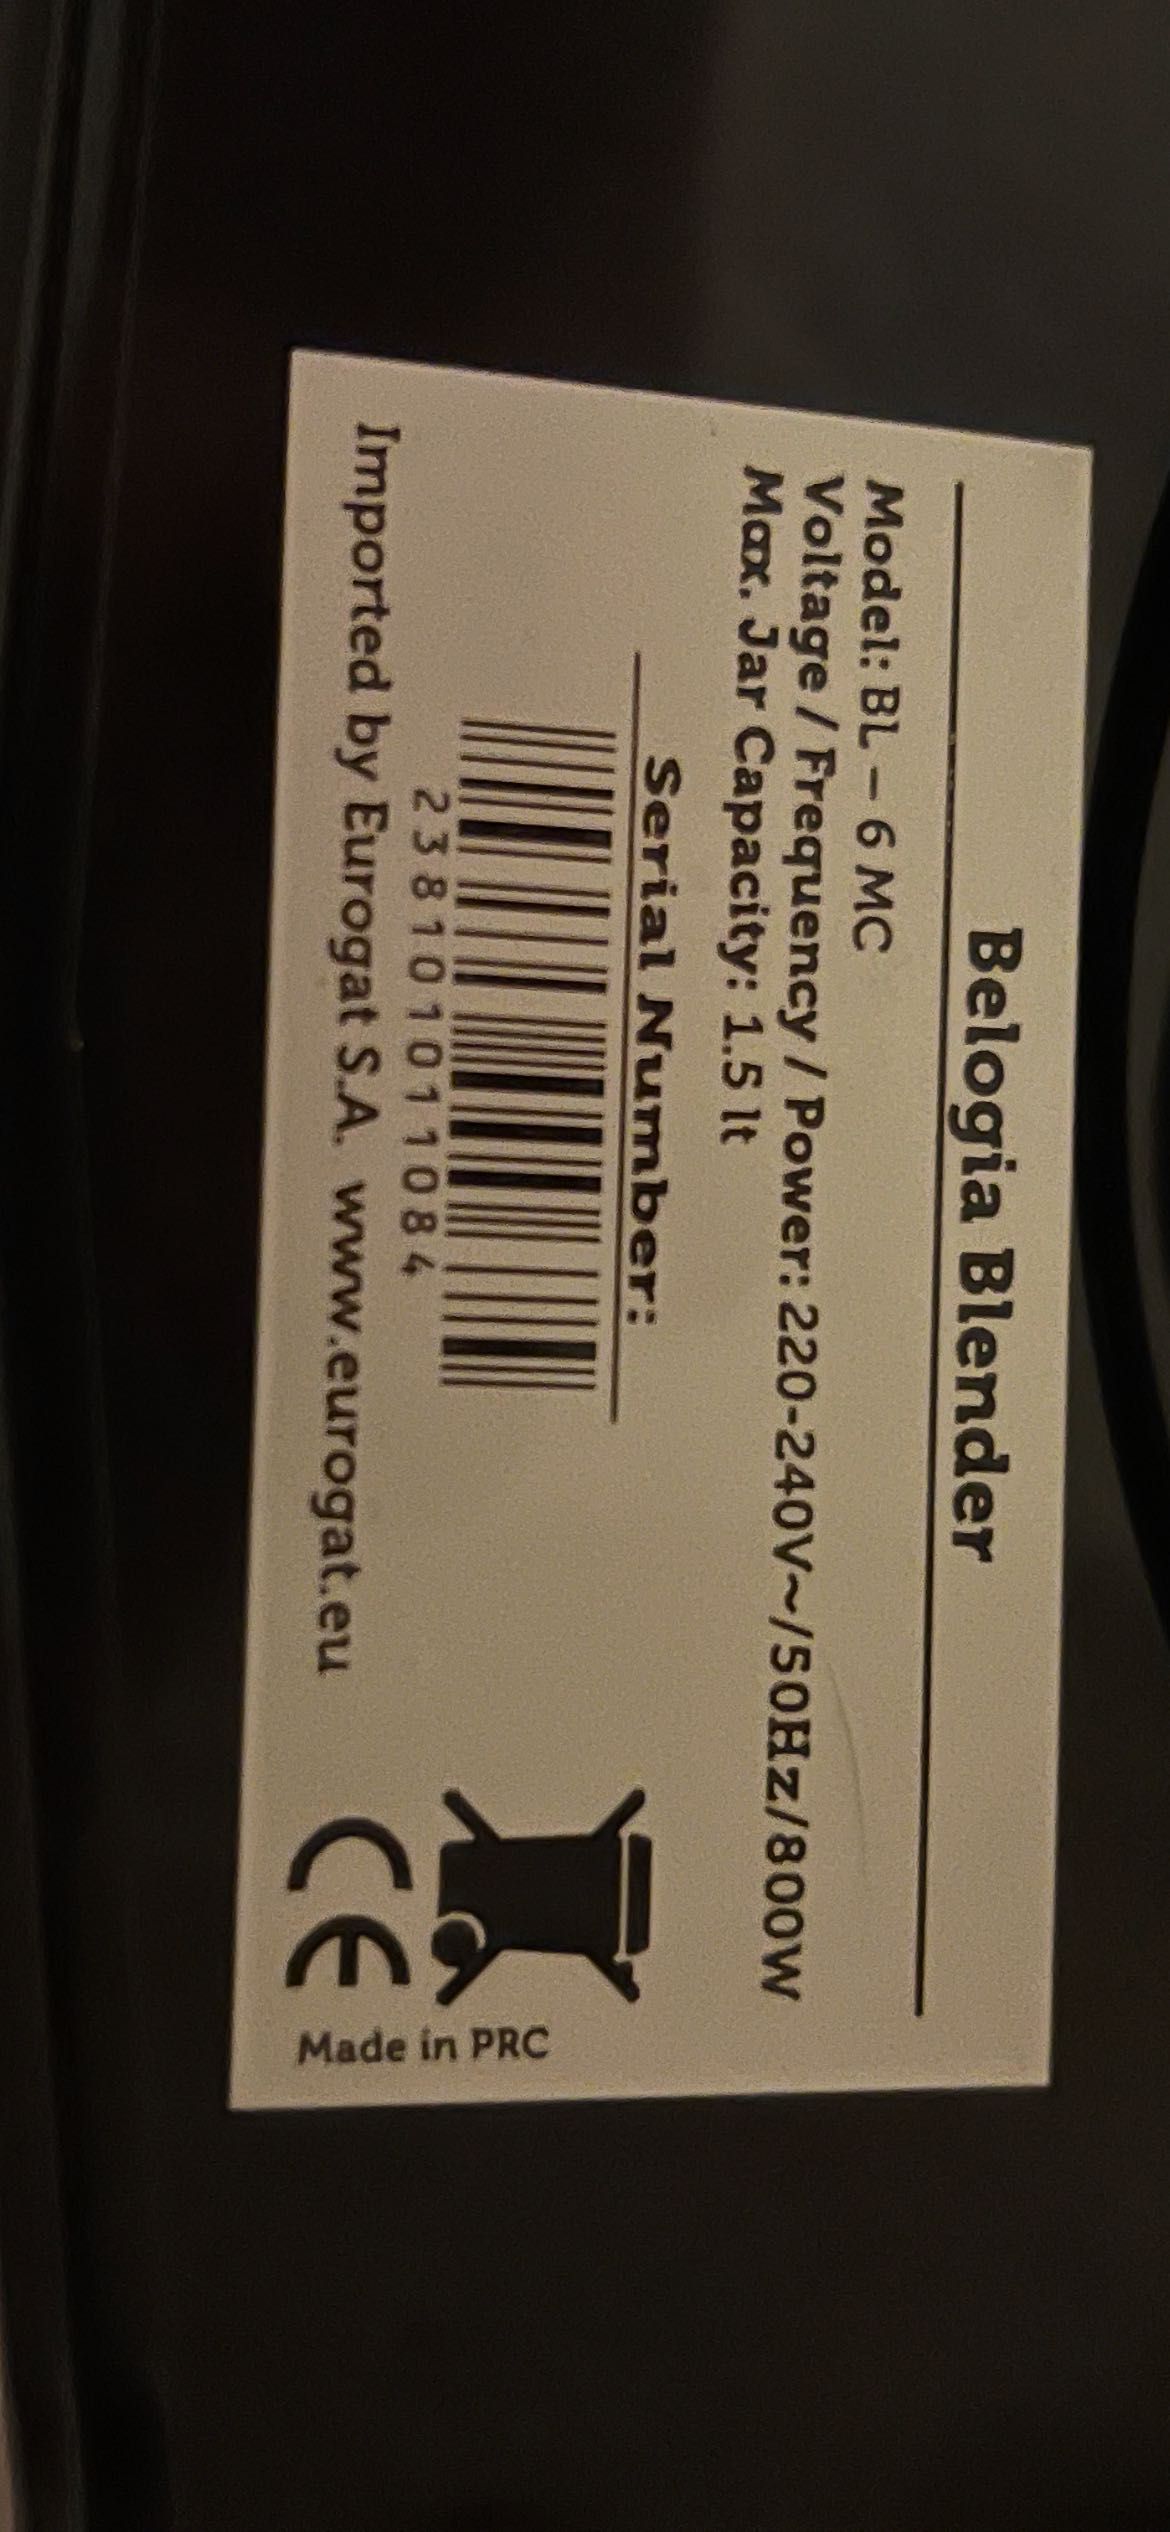 Belogia Blender
Model: BL – 6 MC
Voltage / Frequency / Power: 220-240V~/50Hz/800W
Max. Jar Capacity: 1.5 lt
Serial Number:
238101011084
Imported by Eurogat S.A. www.eurogat.eu
CE
Made in PRC